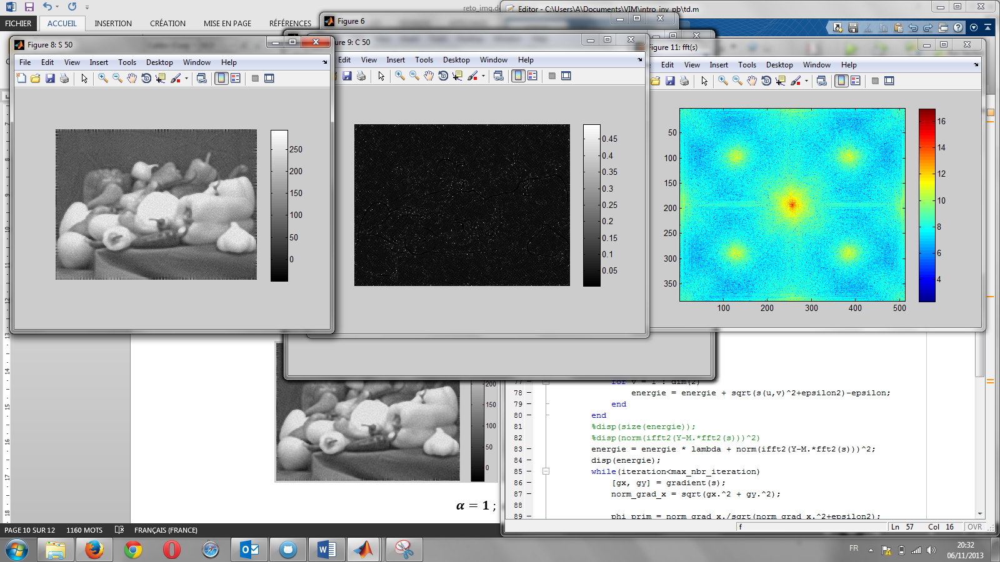 FICHIER ACCUEIL INSERTION CRÉATION MISE EN PAGE RÉFÉRENCES
reto_img.d
Figure 6
Editor - C:\Users\A\Documents\VIM\intro_inv_pb\td.m
Figure 8: S 50
File Edit View Insert Tools Desktop Window Help
250
200
150
100
50
0
9: C 50
Edit View Insert Tools Desktop Window Help
0.45
0.4
0.35
0.3
0.25
0.2
0.15
0.1
0.05
Figure 11: fft(s)
Edit View Insert Tools Desktop Window Help
50
100
150
200
250
300
350
100 200 300 400 500
16
14
12
10
8
6
4
200
150
100
50
0
α = 1 ;
77 for v = 1 : dim(2)
78 energie = energie + sqrt(s(u,v)^2+epsilon2)-epsilon;
79 end
80 end
81 %disp(size(energie));
82 %disp(norm(ifft2(Y-M.*fft2(s)))^2)
83 energie = energie * lambda + norm(ifft2(Y-M.*fft2(s)))^2;
84 disp(energie);
85 while(iteration<max_nbr_iteration)
86 [gx, gy] = gradient(s);
87 norm_grad_x = sqrt(gx.^2 + gy.^2);
88
89 phi_prim = norm_grad_x./sqrt(norm_grad_x.^2+epsilon2);
f Ln 57 Col 16 OVR
PAGE 10 SUR 12 1160 MOTS FRANÇAIS (FRANCE)
FR
20:32
06/11/2013